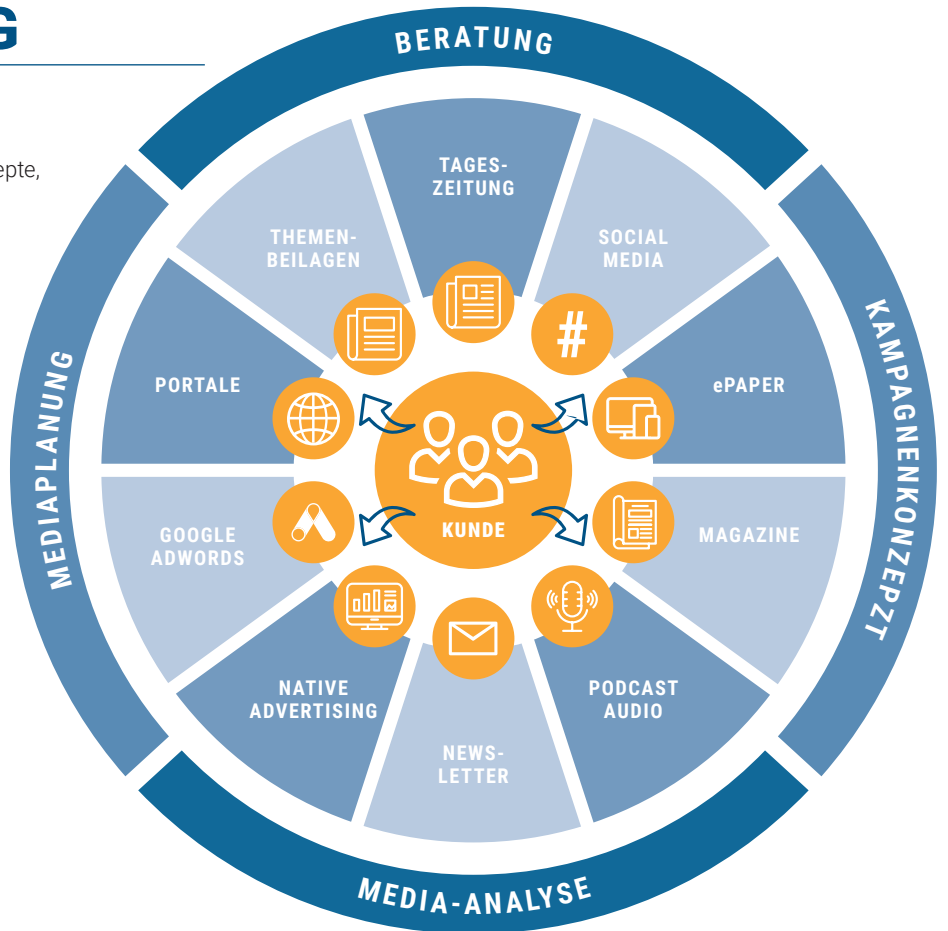 G
epte,
BERATUNG
TAGES-
ZEITUNG
SOCIAL
MEDIA
THEMEN-
BEILAGEN
#
KAMPAGNENKONZEPZT
PORTALE
ePAPER
MEDIAPLANUNG
KUNDE
GOOGLE
ADWORDS
MAGAZINE
NATIVE
ADVERTISING
PODCAST
AUDIO
NEWS-
LETTER
MEDIA-ANALYSE